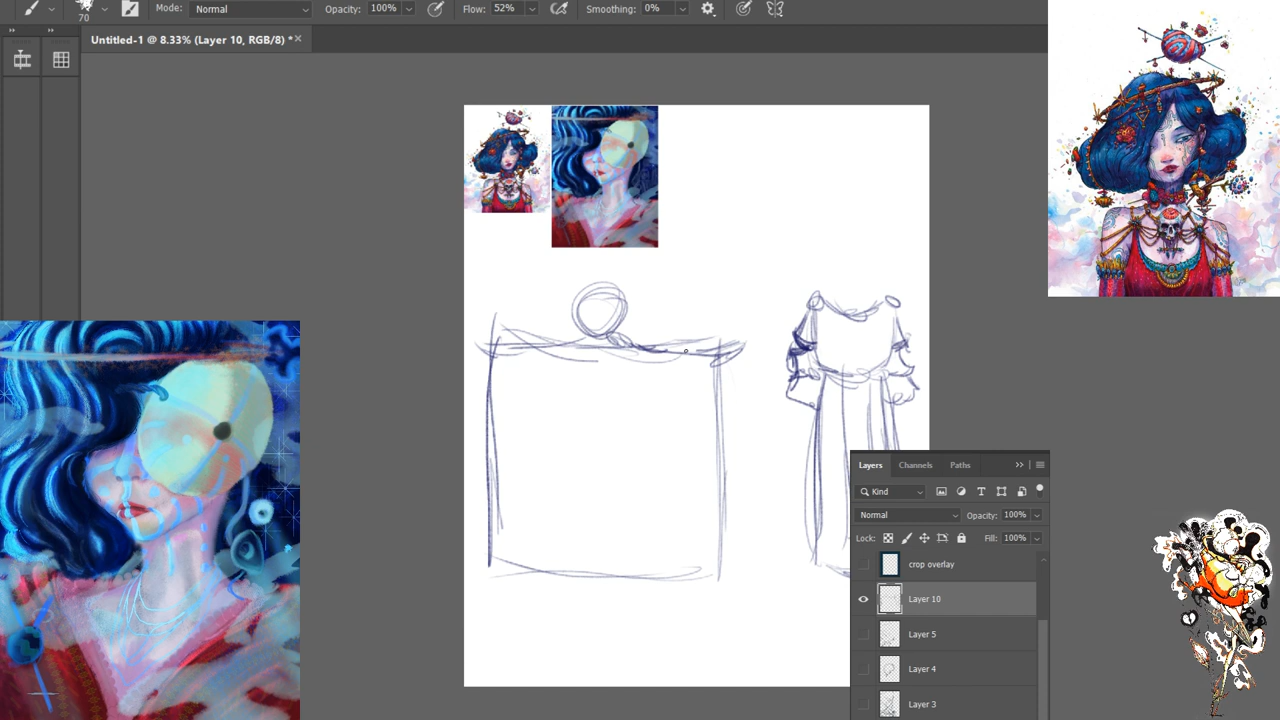 70
Mode: Normal
Opacity: 100%
Flow: 52%
Smoothing: 0%
Untitled-1 @ 8.33% (Layer 10, RGB/8) *
Layers Channels Paths
Kind
Normal
Opacity: 100%
Lock:
Fill: 100%
crop overlay
Layer 10
Layer 5
Layer 4
Layer 3